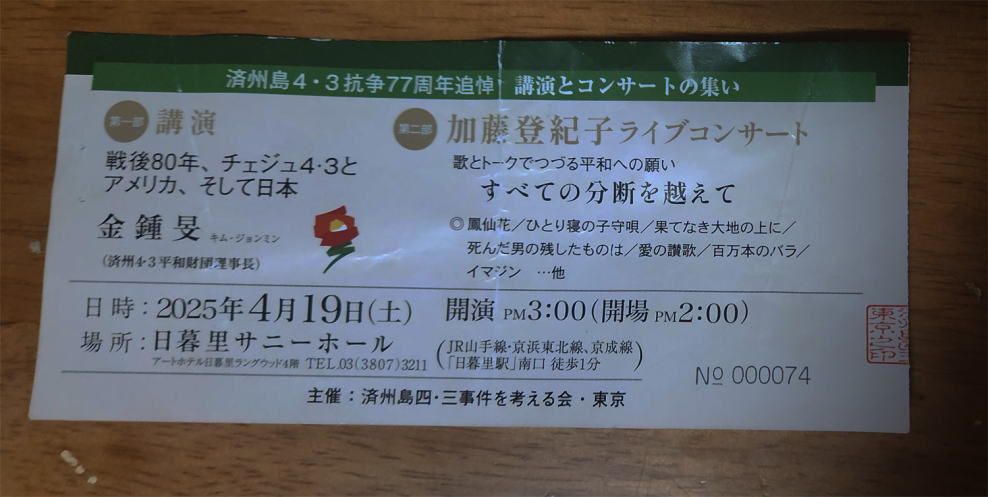 済州島4・3抗争77周年追悼 講演とコンサートの集い
第一部 講演
戦後80年、チェジュ4・3と
アメリカ、そして日本
金鍾旻 キム・ジョンミン
(済州4・3平和財団理事長)
第二部 加藤登紀子ライブコンサート
歌とトークでつづる平和への願い
すべての分断を越えて
◎鳳仙花/ひとり寝の子守唄/果てなき大地の上に/
死んだ男の残したものは/愛の讃歌/百万本のバラ/
イマジン …他
日時:2025年4月19日(土) 開演 PM3:00(開場 PM2:00)
場所:日暮里サニーホール
アートホテル日暮里ラングウッド4階 TEL.03(3807)3211
(JR山手線・京浜東北線、京成線
「日暮里駅」南口 徒歩1分)
№ 000074
主催:済州島四・三事件を考える会・東京
東京之印